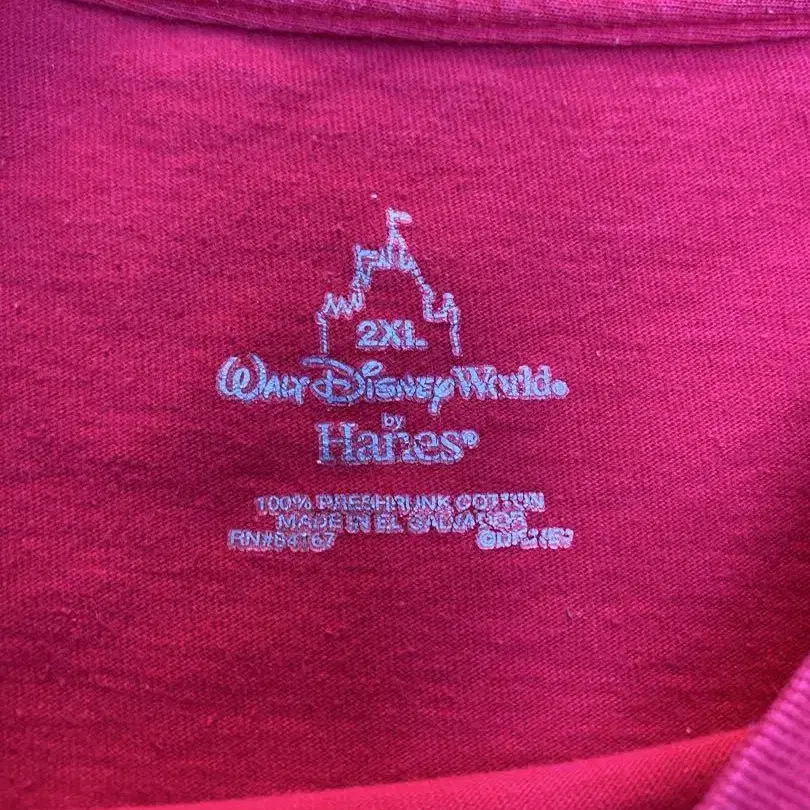 2XL
WALT DISNEY World®
by
Hanes®
100% PRESHRUNK COTTON
MADE IN EL SALVADOR
RN#84167